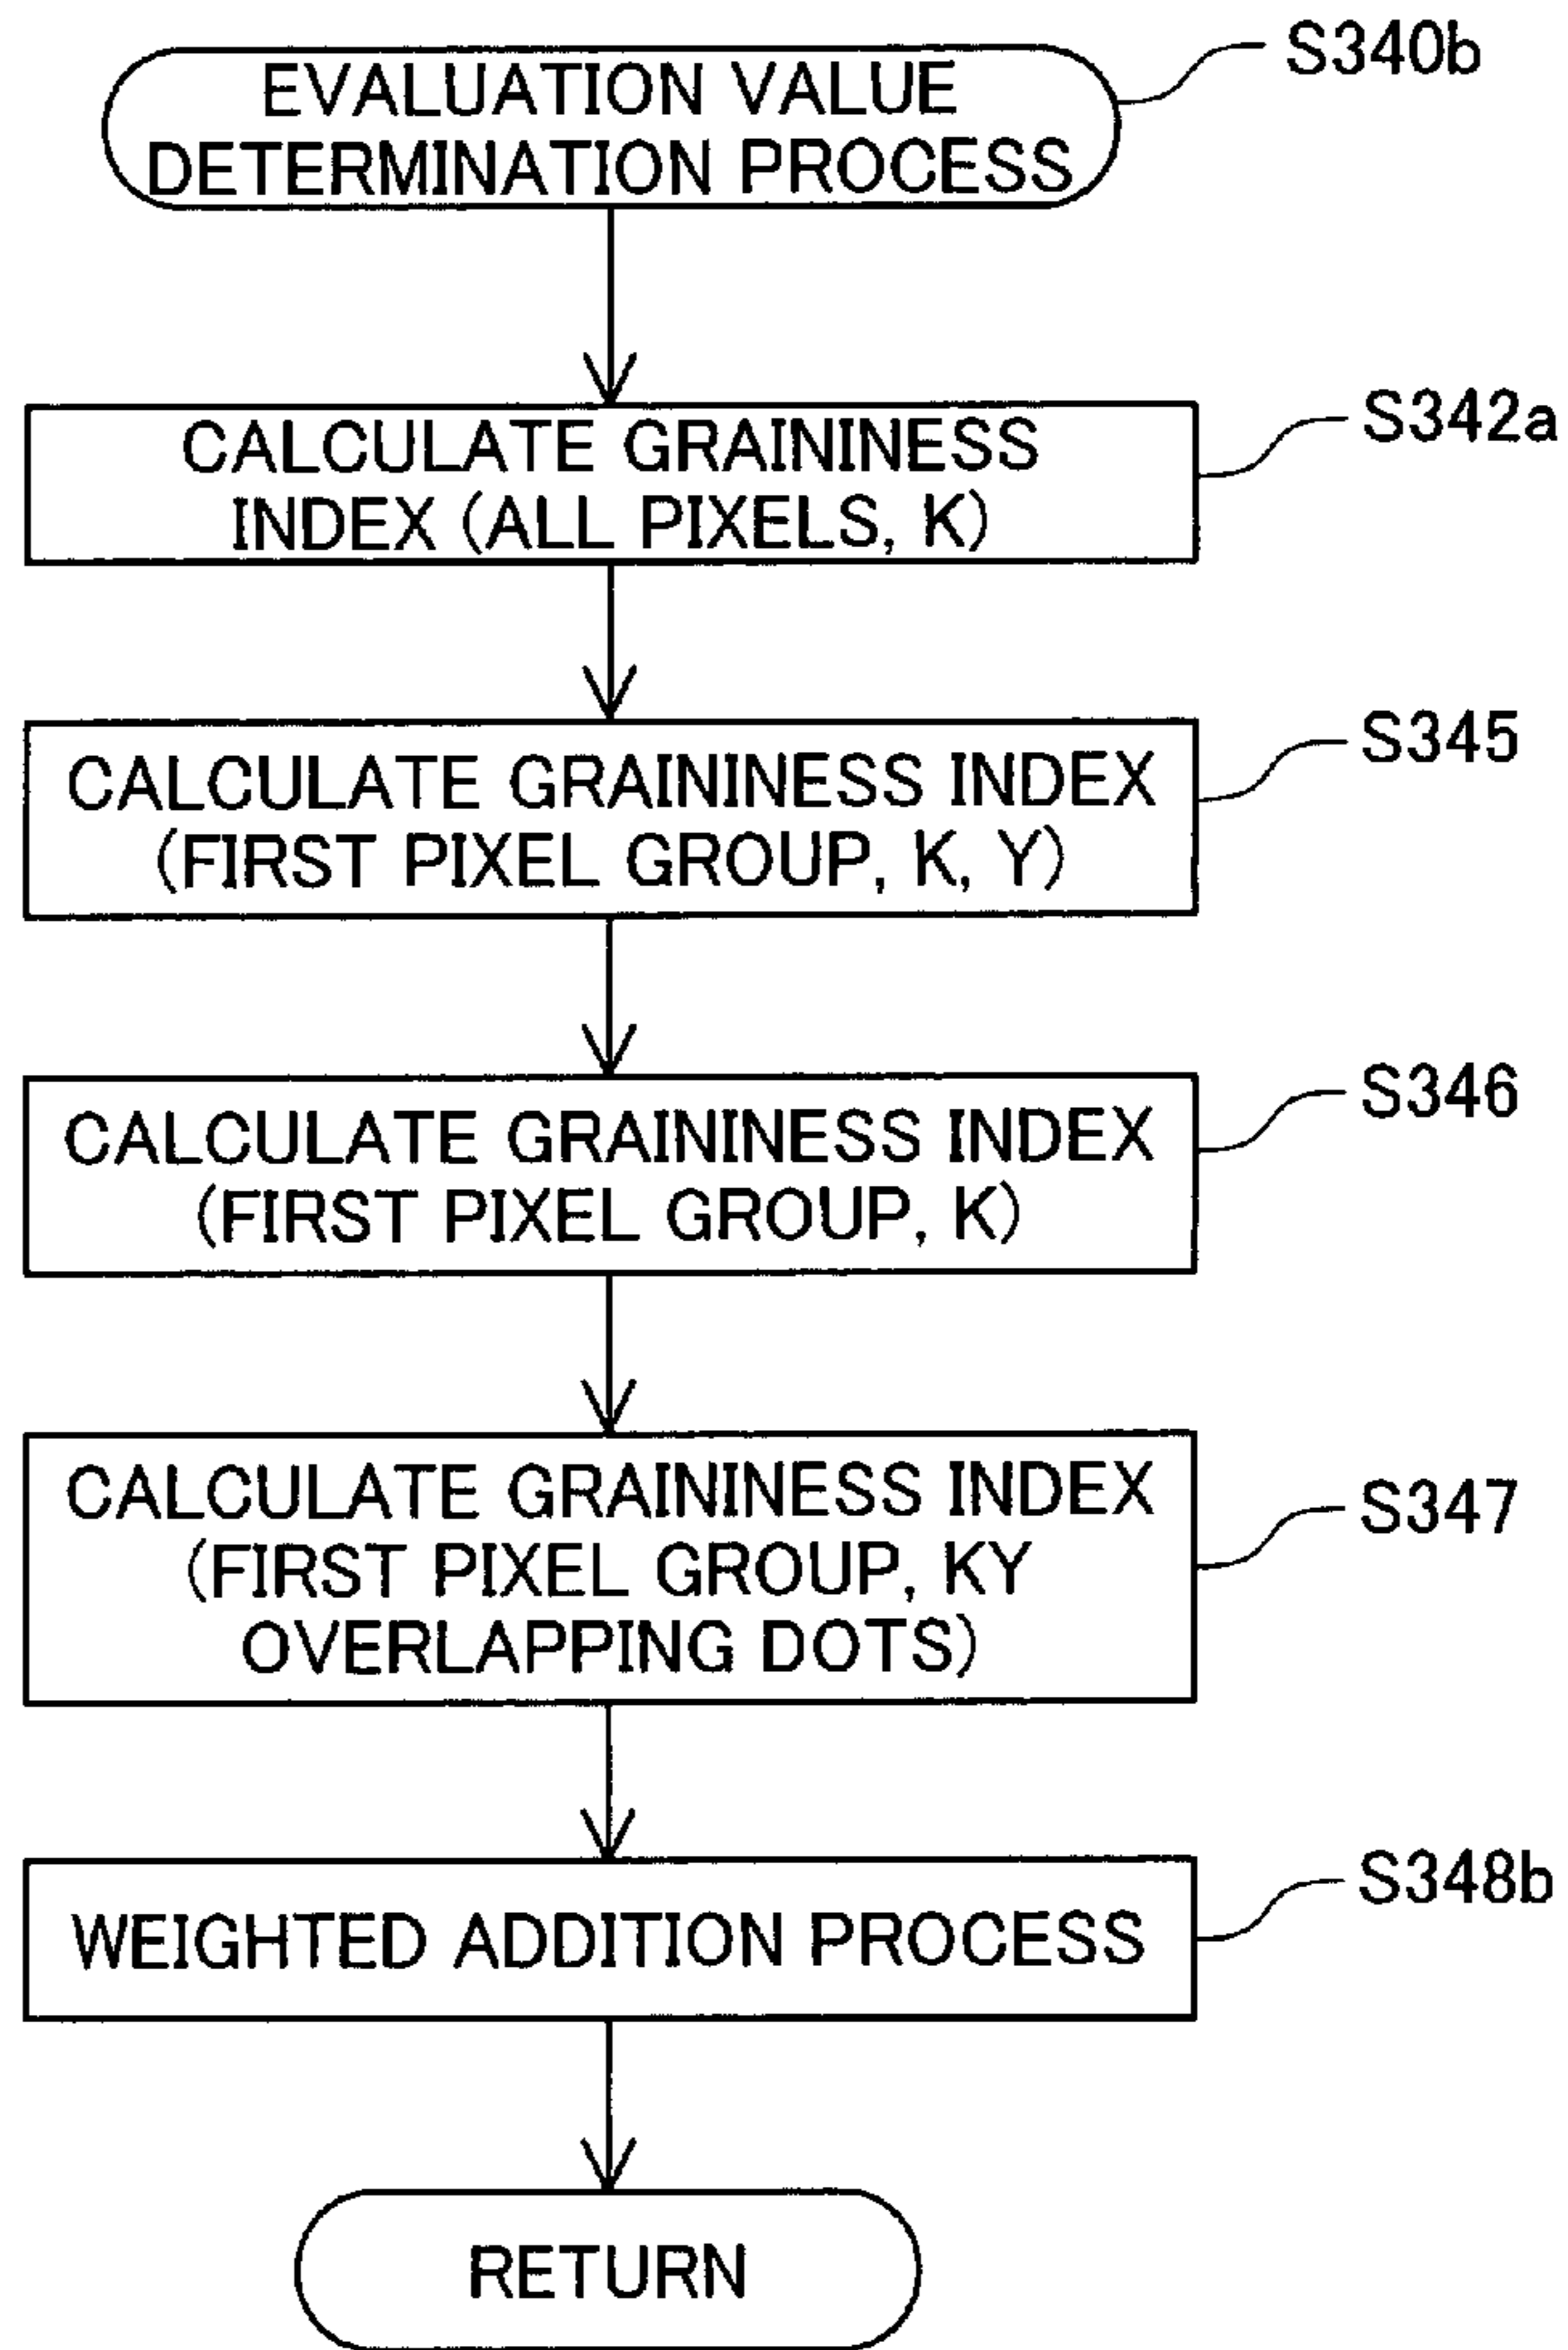 EVALUATION VALUE
DETERMINATION PROCESS
S340b
CALCULATE GRAININESS
INDEX (ALL PIXELS, K)
S342a
CALCULATE GRAININESS INDEX
(FIRST PIXEL GROUP, K, Y)
S345
CALCULATE GRAININESS INDEX
(FIRST PIXEL GROUP, K)
S346
CALCULATE GRAININESS INDEX
(FIRST PIXEL GROUP, KY
OVERLAPPING DOTS)
S347
WEIGHTED ADDITION PROCESS
S348b
RETURN